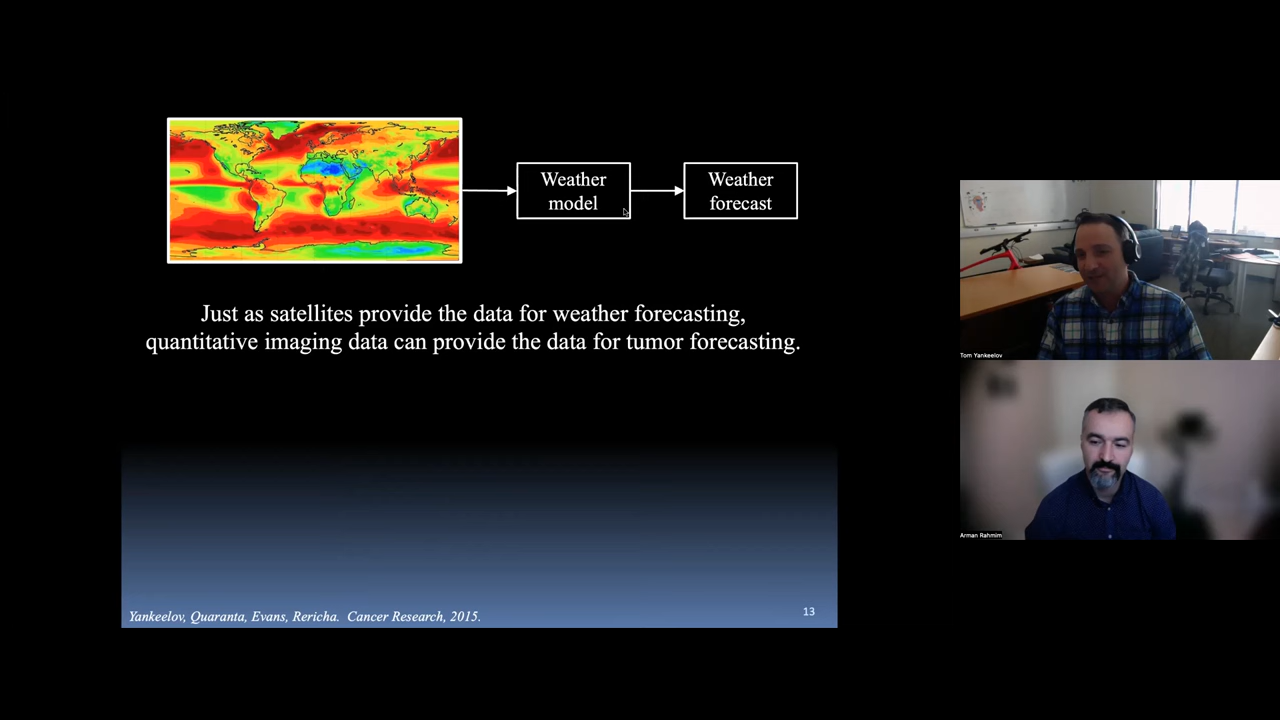 Weather
model
Weather
forecast
Just as satellites provide the data for weather forecasting,
quantitative imaging data can provide the data for tumor forecasting.
Yankeelov, Quaranta, Evans, Rericha.  Cancer Research, 2015.
13
Tom Yankeelov
Arman Rahmim